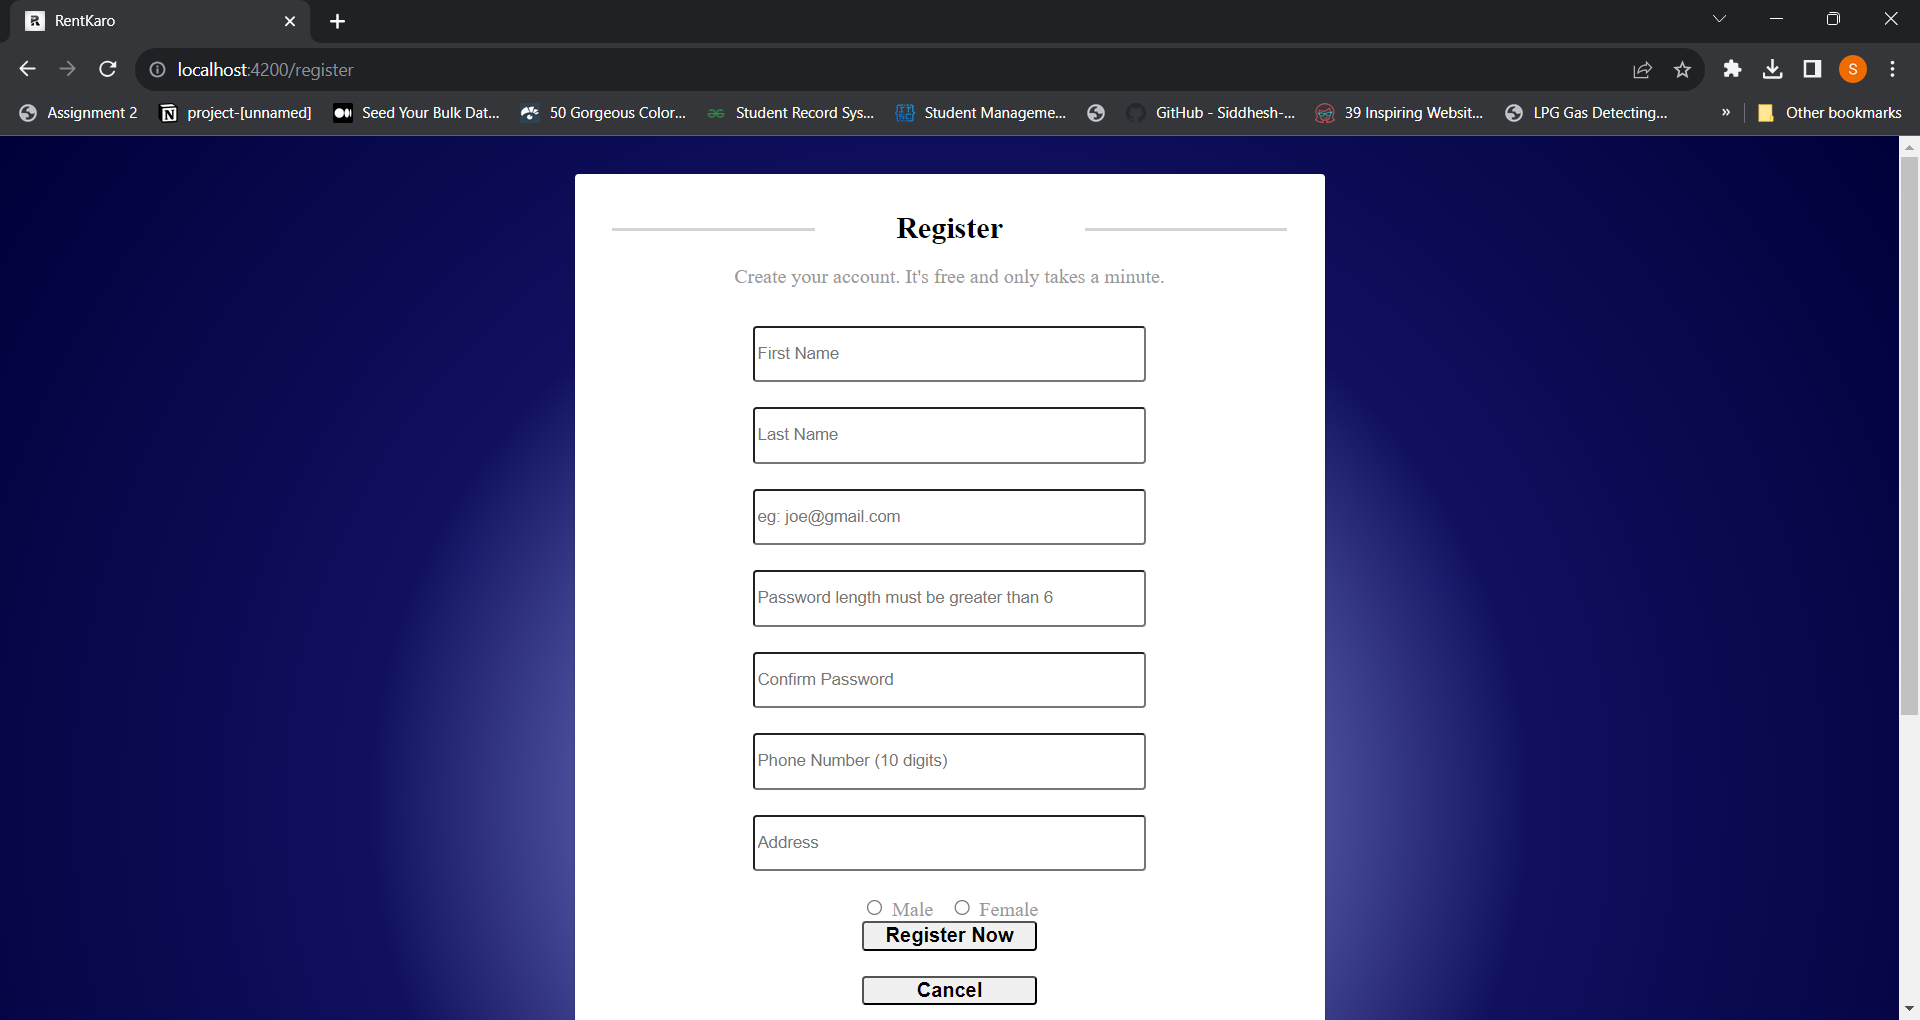 RentKaro
localhost:4200/register
Assignment 2 project-[unnamed] Seed Your Bulk Dat... 50 Gorgeous Color... Student Record Sys... Student Manageme... GitHub - Siddhesh-... 39 Inspiring Websit... LPG Gas Detecting... » Other bookmarks
S
Register
Create your account. It's free and only takes a minute.
First Name
Last Name
eg: joe@gmail.com
Password length must be greater than 6
Confirm Password
Phone Number (10 digits)
Address
Male Female
Register Now
Cancel